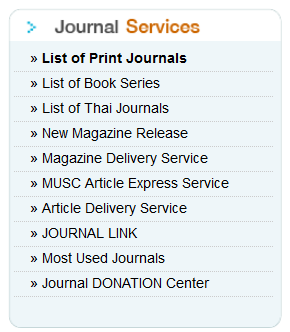 Journal Services
» List of Print Journals
» List of Book Series
» List of Thai Journals
» New Magazine Release
» Magazine Delivery Service
» MUSC Article Express Service
» Article Delivery Service
» JOURNAL LINK
» Most Used Journals
» Journal DONATION Center